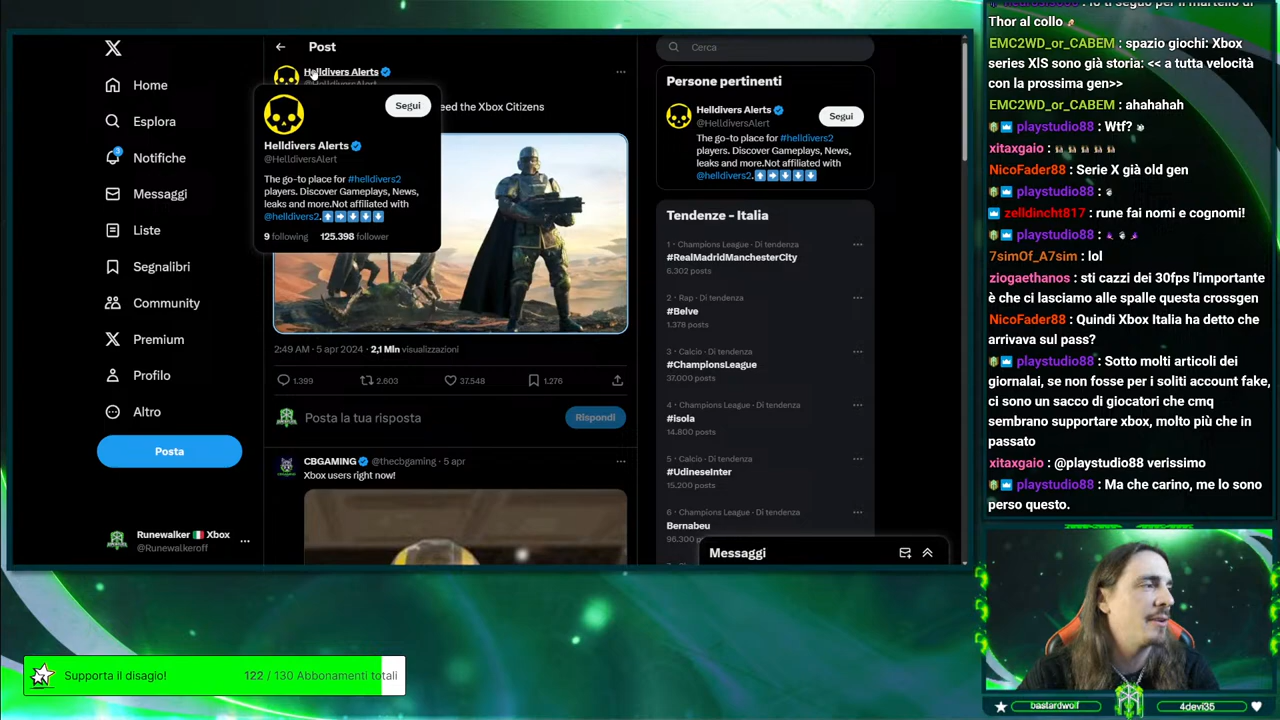 Home
Esplora
3
Notifiche
Messaggi
Liste
Segnalibri
Community
Premium
Profilo
Altro
Posta
Runewalker 🇮🇹 Xbox
@Runewalkeroff
Post
Helldivers Alerts
@HelldiversAlert
eed the Xbox Citizens
Segui
Helldivers Alerts
@HelldiversAlert
The go-to place for #helldivers2
players. Discover Gameplays, News,
leaks and more.Not affiliated with
@helldivers2.⬆️➡️⬇️⬇️⬇️
9 following 125.398 follower
2:49 AM · 5 apr 2024 · 2,1 Mln visualizzazioni
1.399 2.603 37.548 1.276
Posta la tua risposta
Rispondi
CBGAMING @thecbgaming · 5 apr
Xbox users right now!
Cerca
Persone pertinenti
Helldivers Alerts
@HelldiversAlert
Segui
The go-to place for #helldivers2
players. Discover Gameplays, News,
leaks and more.Not affiliated with
@helldivers2.⬆️➡️⬇️⬇️⬇️
Tendenze - Italia
1 · Champions League · Di tendenza
#RealMadridManchesterCity
6.302 posts
2 · Rap · Di tendenza
#Belve
1.378 posts
3 · Calcio · Di tendenza
#ChampionsLeague
37.000 posts
4 · Champions League · Di tendenza
#isola
14.800 posts
5 · Calcio · Di tendenza
#UdineseInter
15.200 posts
6 · Champions League · Di tendenza
Bernabeu
96.300
Messaggi
Thor al collo
EMC2WD_or_CABEM : spazio giochi: Xbox
series X|S sono già storia: << a tutta velocità
con la prossima gen>>
EMC2WD_or_CABEM : ahahahah
playstudio88 : Wtf?
xitaxgaio :
NicoFader88 : Serie X già old gen
playstudio88 :
zelldincht817 : rune fai nomi e cognomi!
playstudio88 :
7simOf_A7sim : lol
ziogaethanos : sti cazzi dei 30fps l'importante
è che ci lasciamo alle spalle questa crossgen
NicoFader88 : Quindi Xbox Italia ha detto che
arrivava sul pass?
playstudio88 : Sotto molti articoli dei
giornalai, se non fosse per i soliti account fake,
ci sono un sacco di giocatori che cmq
sembrano supportare xbox, molto più che in
passato
xitaxgaio : @playstudio88 verissimo
playstudio88 : Ma che carino, me lo sono
perso questo.
Supporta il disagio! 122 / 130 Abbonamenti totali
bastardwolf
4devi35